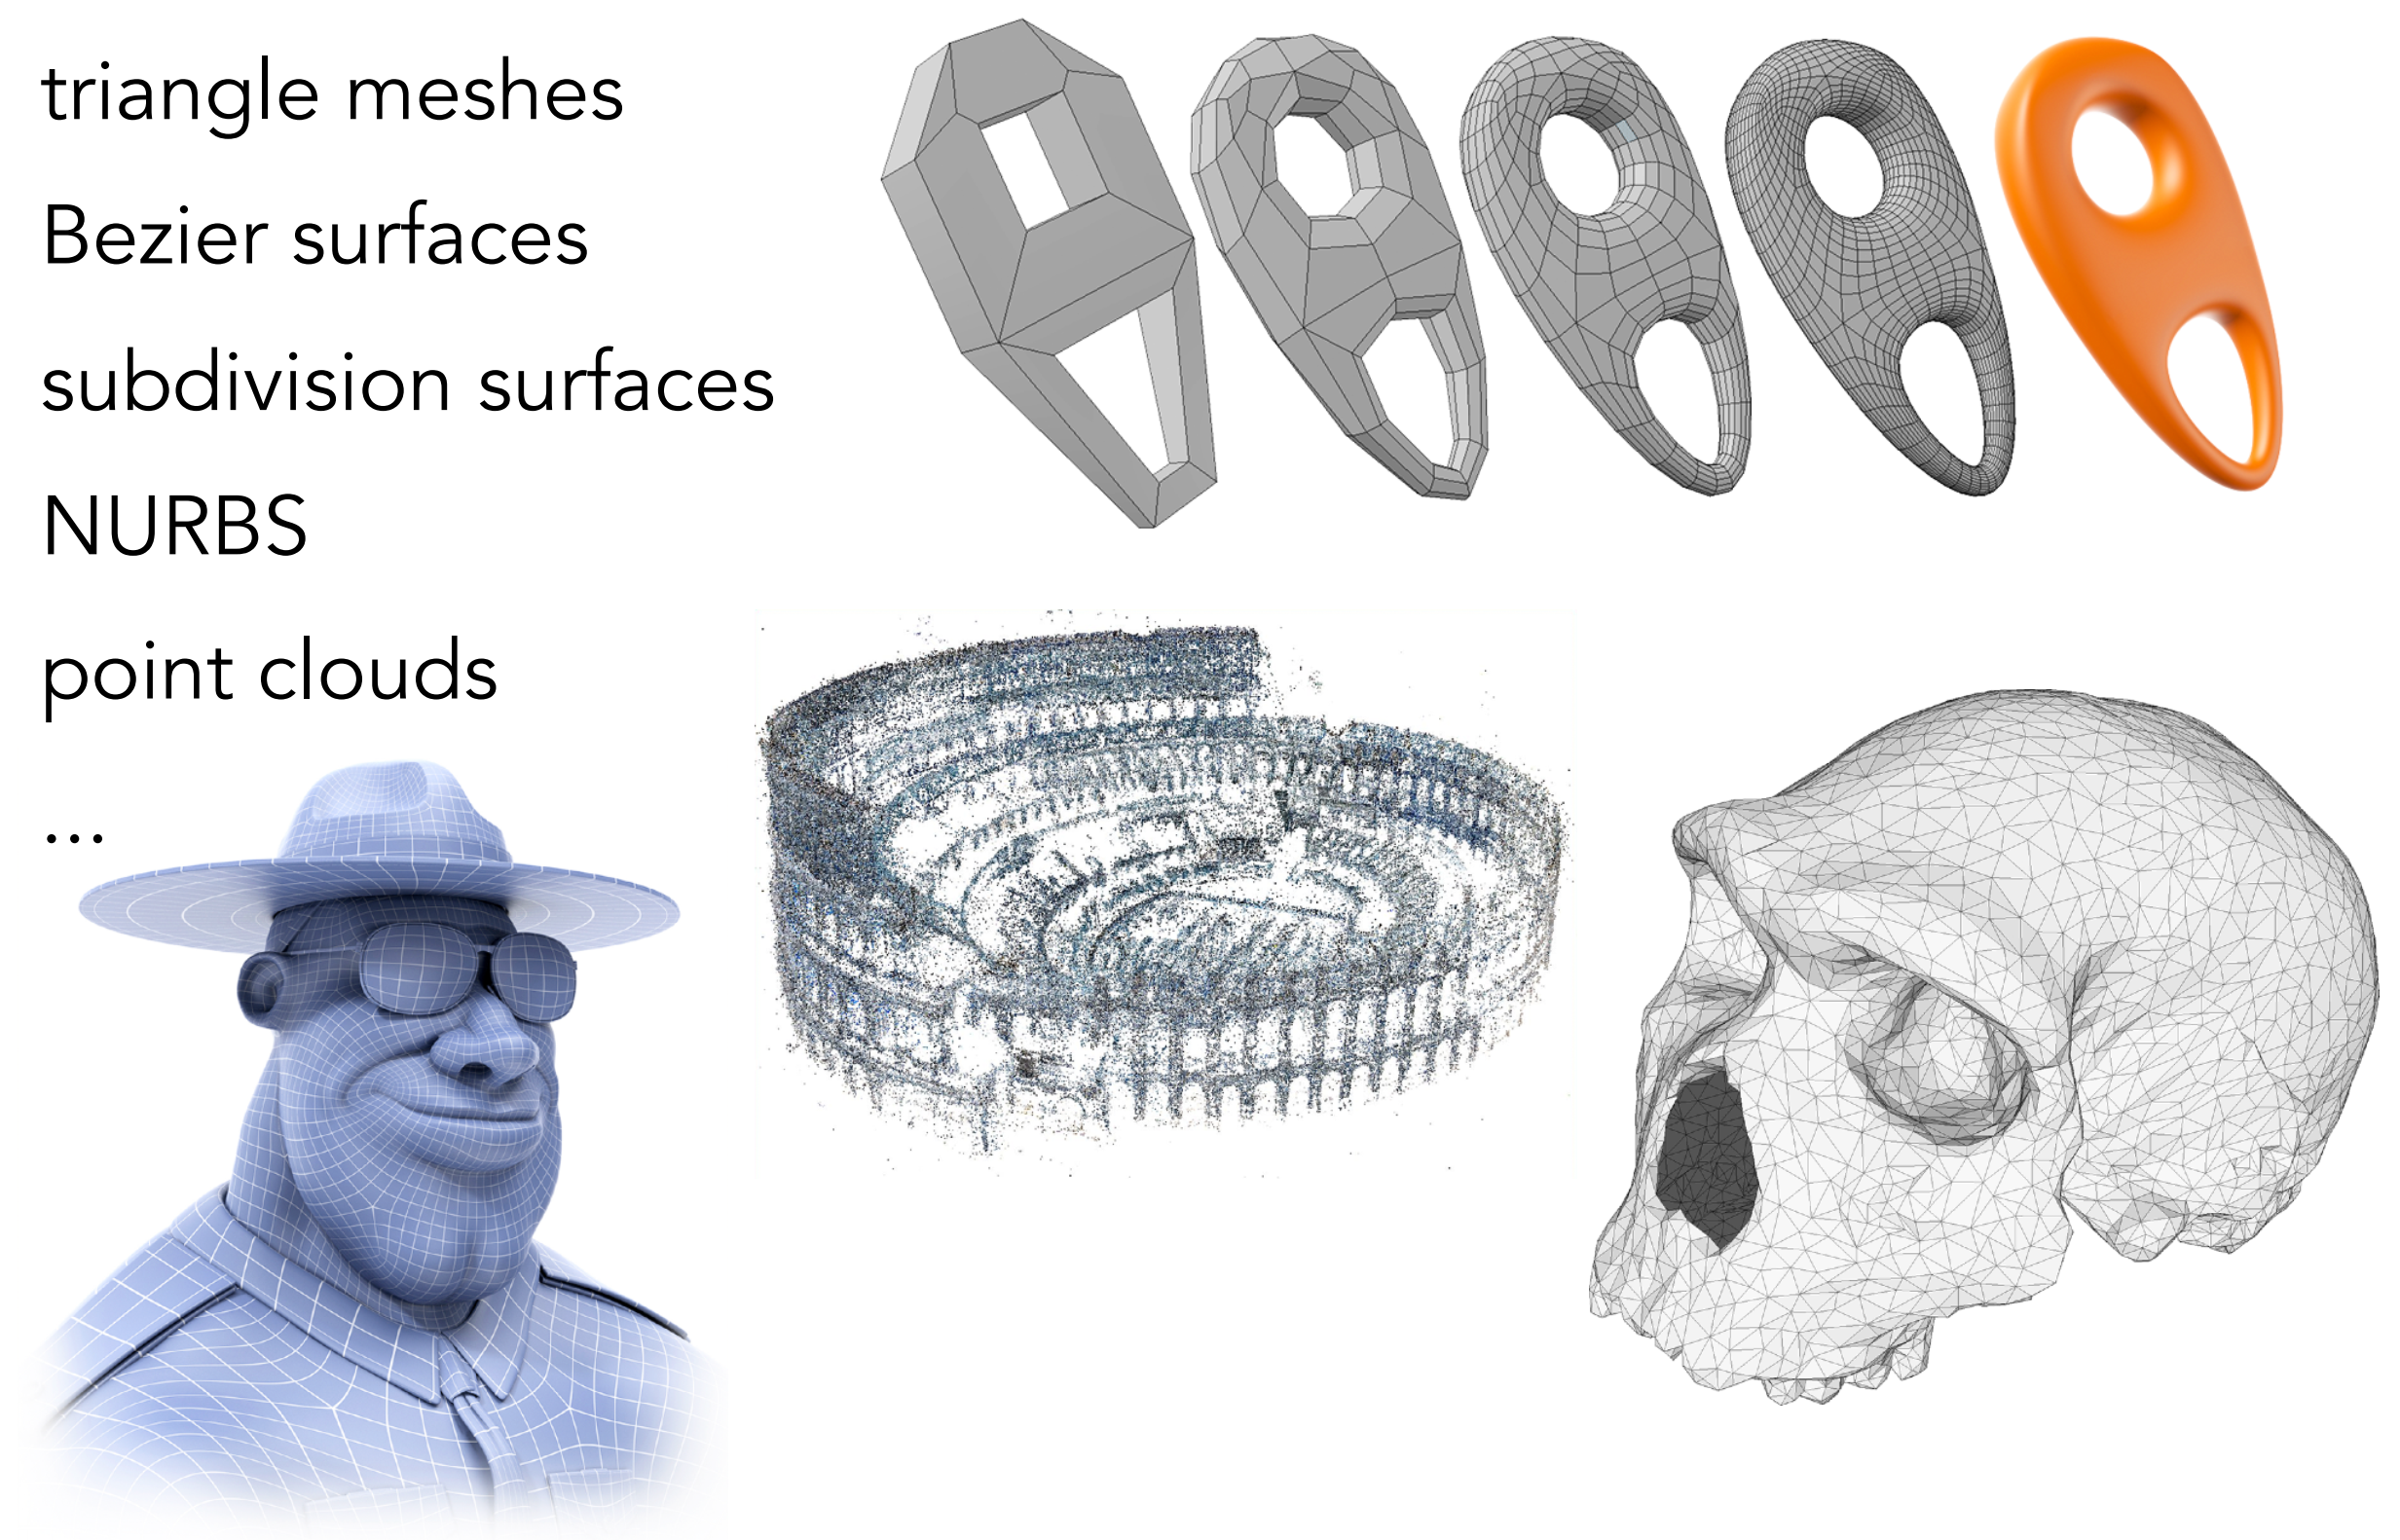 triangle meshes
Bezier surfaces
subdivision surfaces
NURBS
point clouds
...